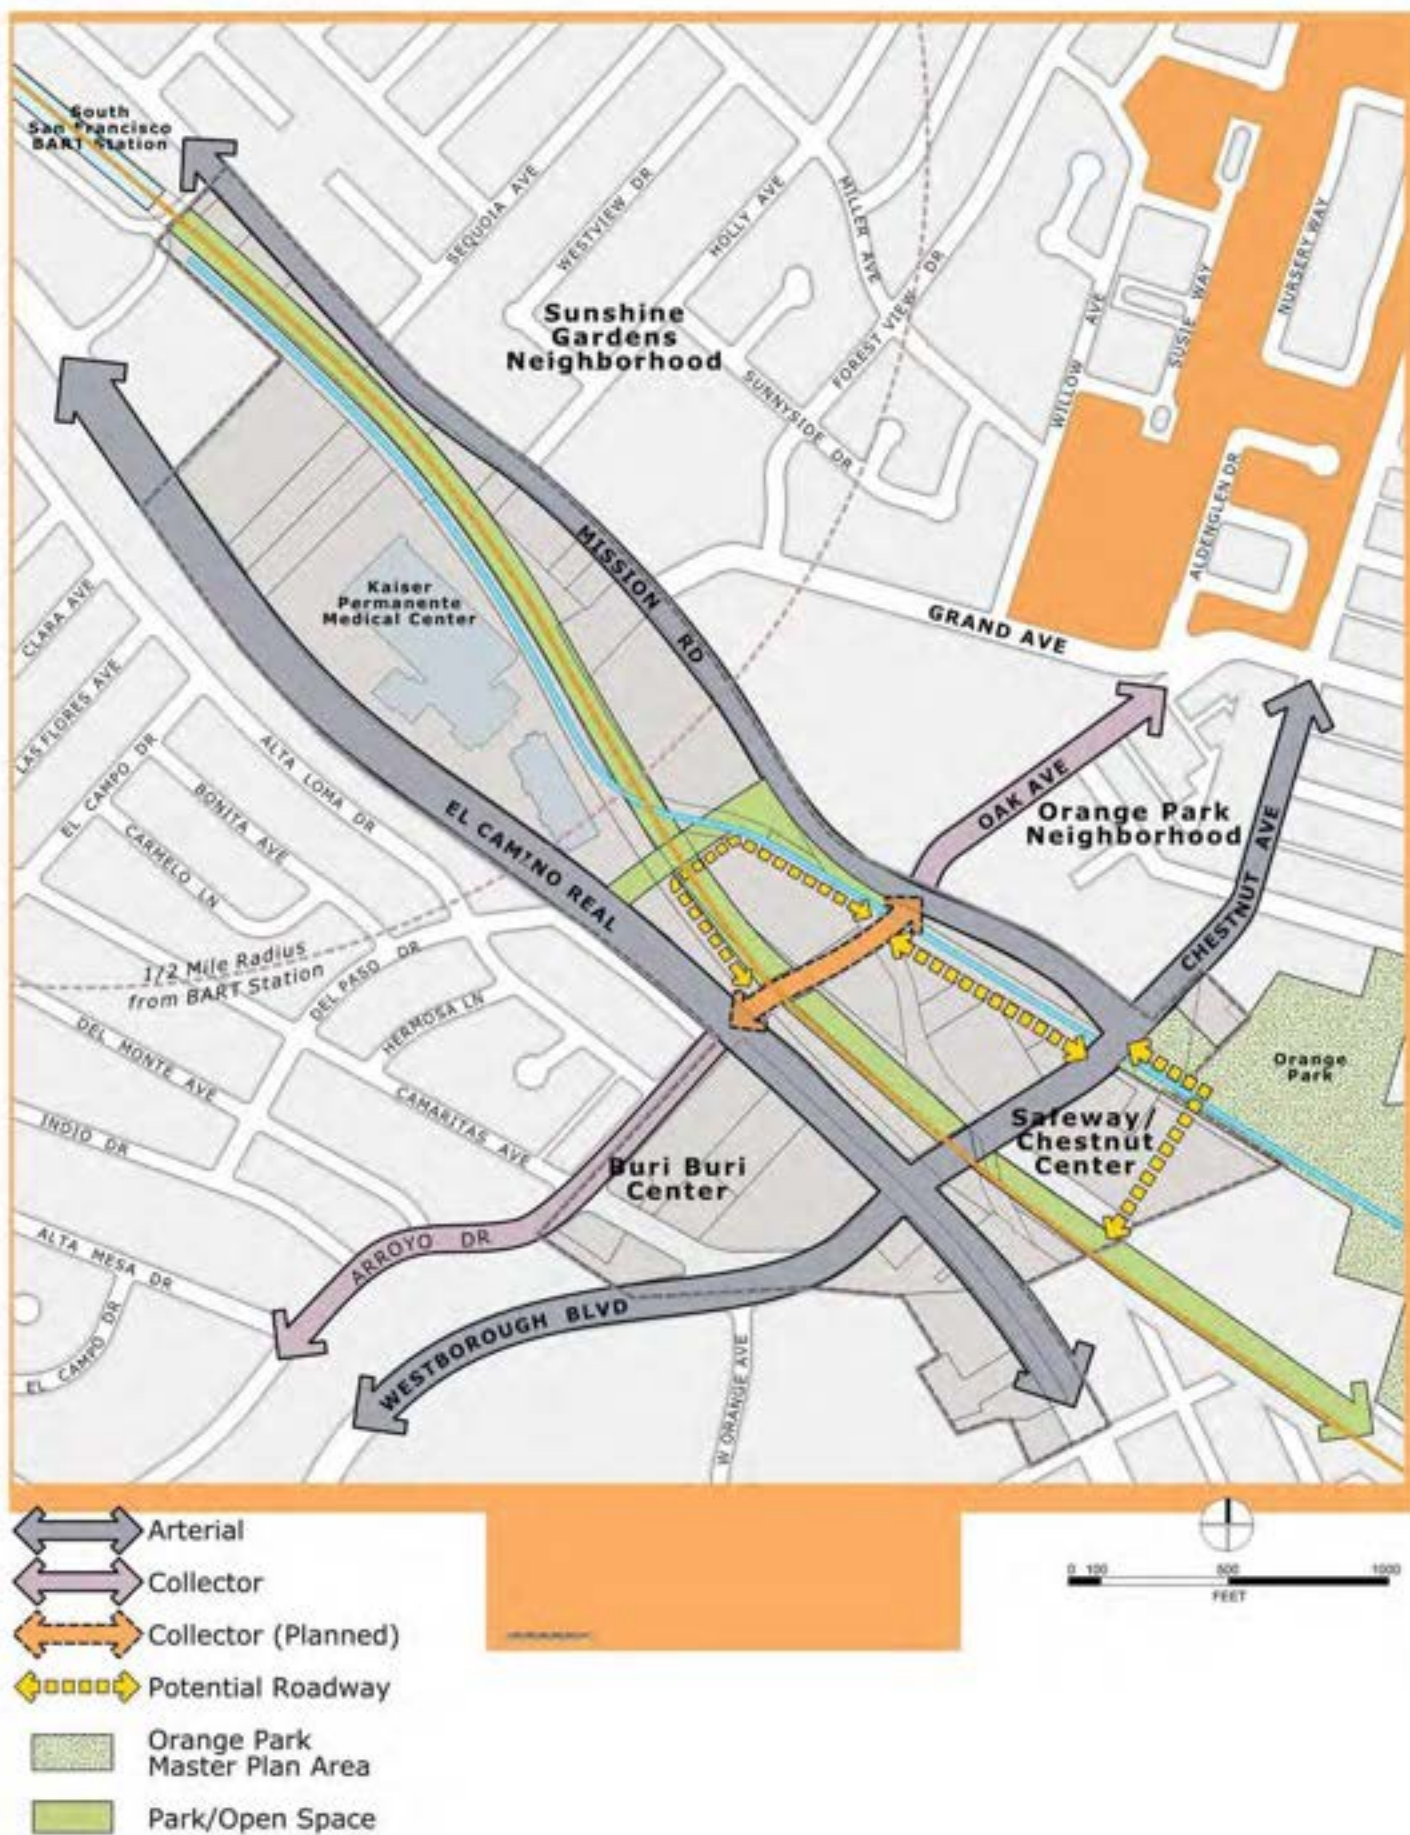 South
San Francisco
BART Station
SEQUOIA AVE
WESTVIEW DR
HOLLY AVE
MILLER AVE
FOREST VIEW DR
SUNNYSIDE DR
WILLOW AVE
SUSIE WAY
NURSERY WAY
ALDENGLEN DR
Sunshine
Gardens
Neighborhood
MISSION RD
GRAND AVE
Kaiser
Permanente
Medical Center
CLARA AVE
LAS FLORES AVE
EL CAMPO DR
ALTA LOMA DR
BONITA AVE
CARMELO LN
EL CAMINO REAL
OAK AVE
Orange Park
Neighborhood
CHESTNUT AVE
1/2 Mile Radius
from BART Station
DEL PASO DR
HERMOSA LN
DEL MONTE AVE
CAMARITAS AVE
INDIO DR
Orange
Park
Safeway/
Chestnut
Center
Buri Buri
Center
ARROYO DR
ALTA MESA DR
EL CAMPO DR
WESTBOROUGH BLVD
W ORANGE AVE
Arterial
Collector
Collector (Planned)
Potential Roadway
Orange Park
Master Plan Area
Park/Open Space
0 100 500 1000
FEET